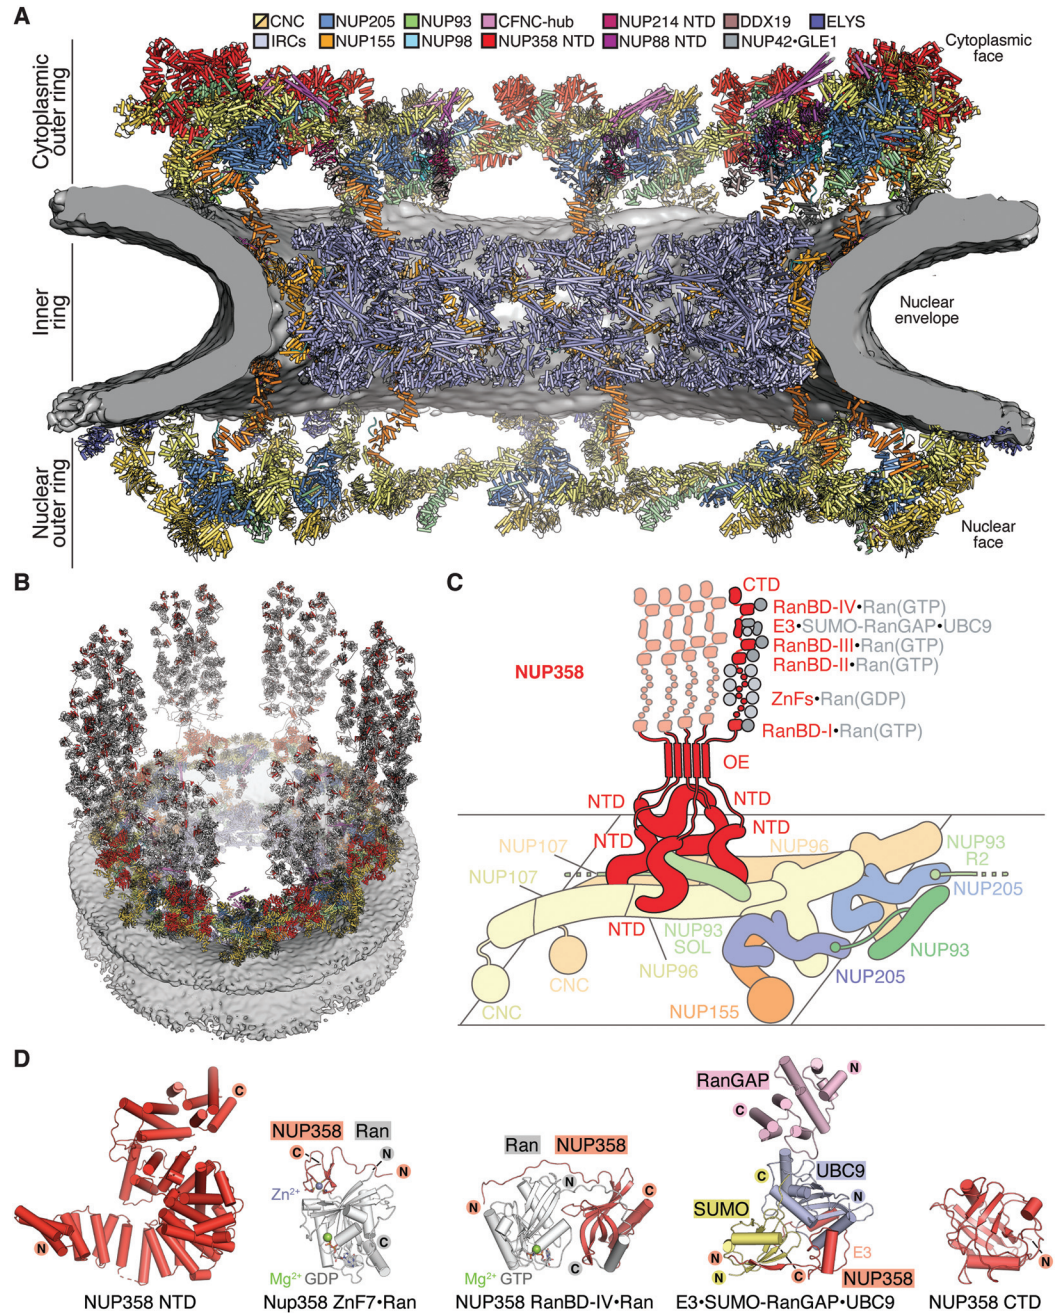 A
CNC NUP205 NUP93 CFNC-hub NUP214 NTD DDX19 ELYS
IRCs NUP155 NUP98 NUP358 NTD NUP88 NTD NUP42•GLE1
Cytoplasmic
face
Cytoplasmic
outer ring
Inner
ring
Nuclear
envelope
Nuclear
outer ring
Nuclear
face
B
C
CTD
RanBD-IV•Ran(GTP)
E3•SUMO-RanGAP•UBC9
RanBD-III•Ran(GTP)
RanBD-II•Ran(GTP)
NUP358
ZnFs•Ran(GDP)
RanBD-I•Ran(GTP)
OE
NTD
NTD
NTD
NTD
NUP107
NUP96
NUP93
R2
NUP107
NUP205
NTD
NUP93
SOL
NUP93
NUP96
NUP205
CNC
CNC
NUP155
D
N
C
NUP358 NTD
NUP358 Ran
C
N
N
Zn2+
C
Mg2+ GDP
Nup358 ZnF7•Ran
Ran NUP358
N
N
C
C
Mg2+ GTP
NUP358 RanBD-IV•Ran
RanGAP
N
C
UBC9
C
N
SUMO
N
N
C
E3
NUP358
E3•SUMO-RanGAP•UBC9
C
N
NUP358 CTD